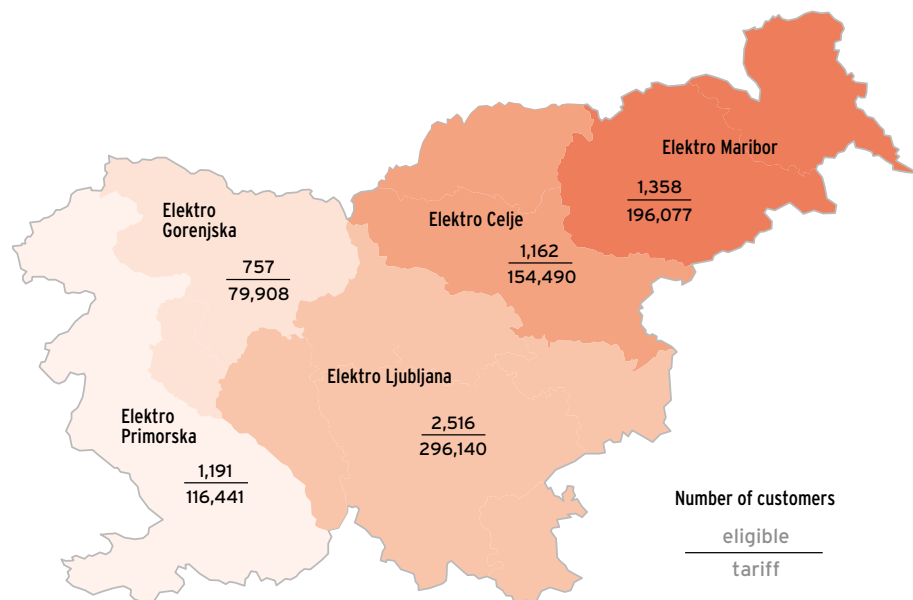 Elektro Maribor
1,358
196,077
Elektro
Gorenjska
757
79,908
Elektro Celje
1,162
154,490
Elektro Ljubljana
2,516
296,140
Elektro
Primorska
1,191
116,441
Number of customers
eligible
tariff